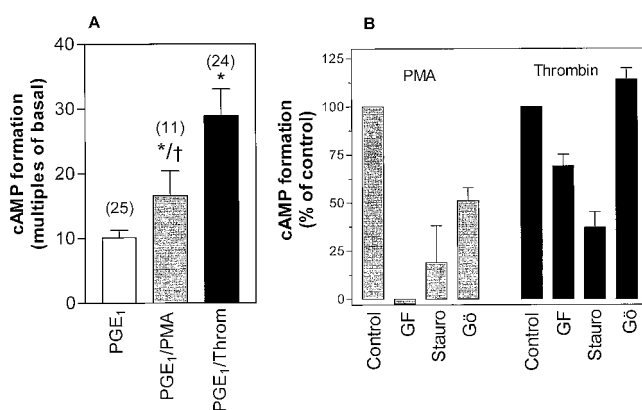 A
cAMP formation
(multiples of basal)
40
30
20
10
0
(25)
(11)
*/†
(24)
*
PGE₁
PGE₁/PMA
PGE₁/Throm
B
cAMP formation
(% of control)
125
100
75
50
25
0
PMA
Thrombin
Control
GF
Stauro
Gö
Control
GF
Stauro
Gö